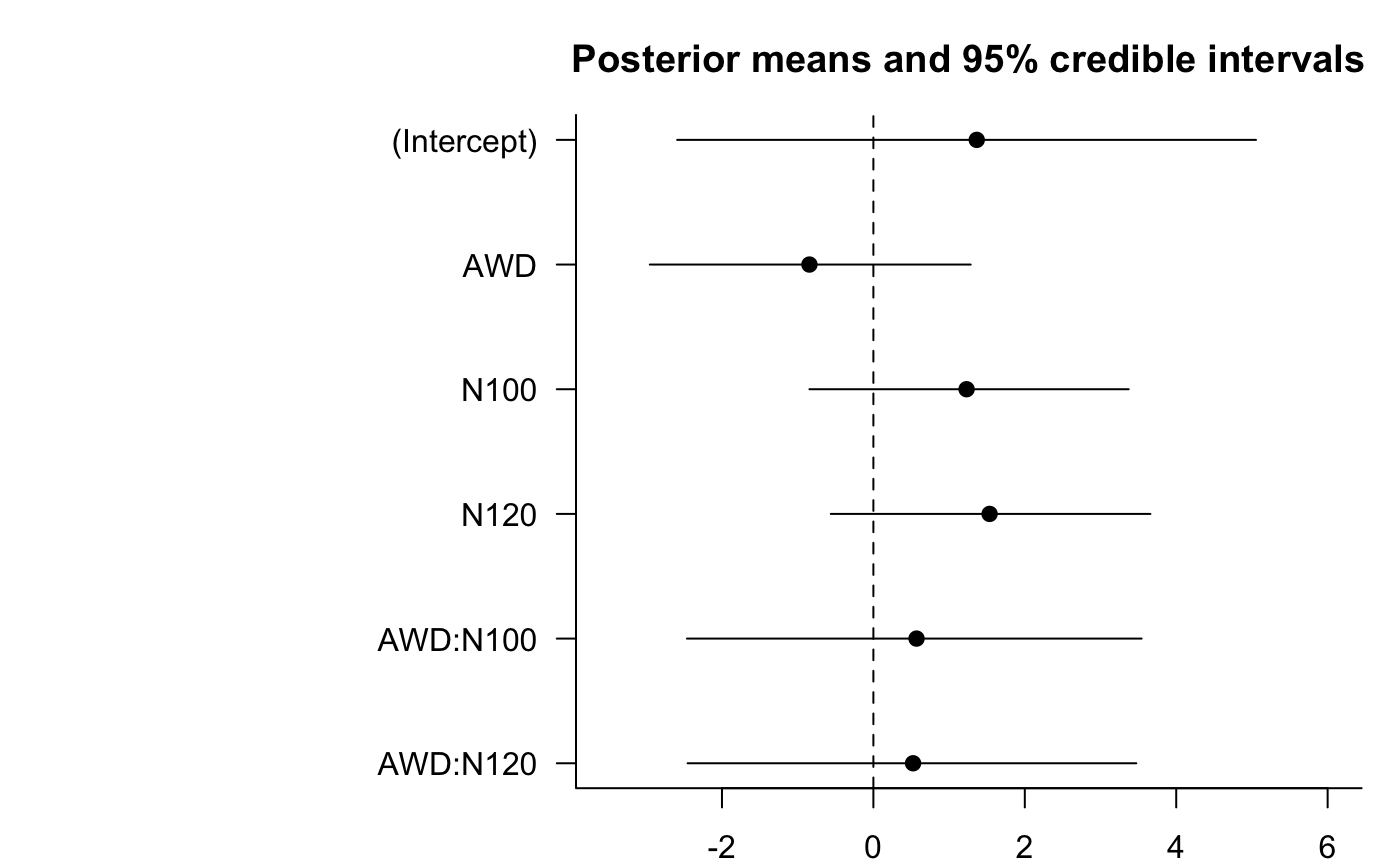 Posterior means and 95% credible intervals
(Intercept)
AWD
N100
N120
AWD:N100
AWD:N120
-2 0 2 4 6